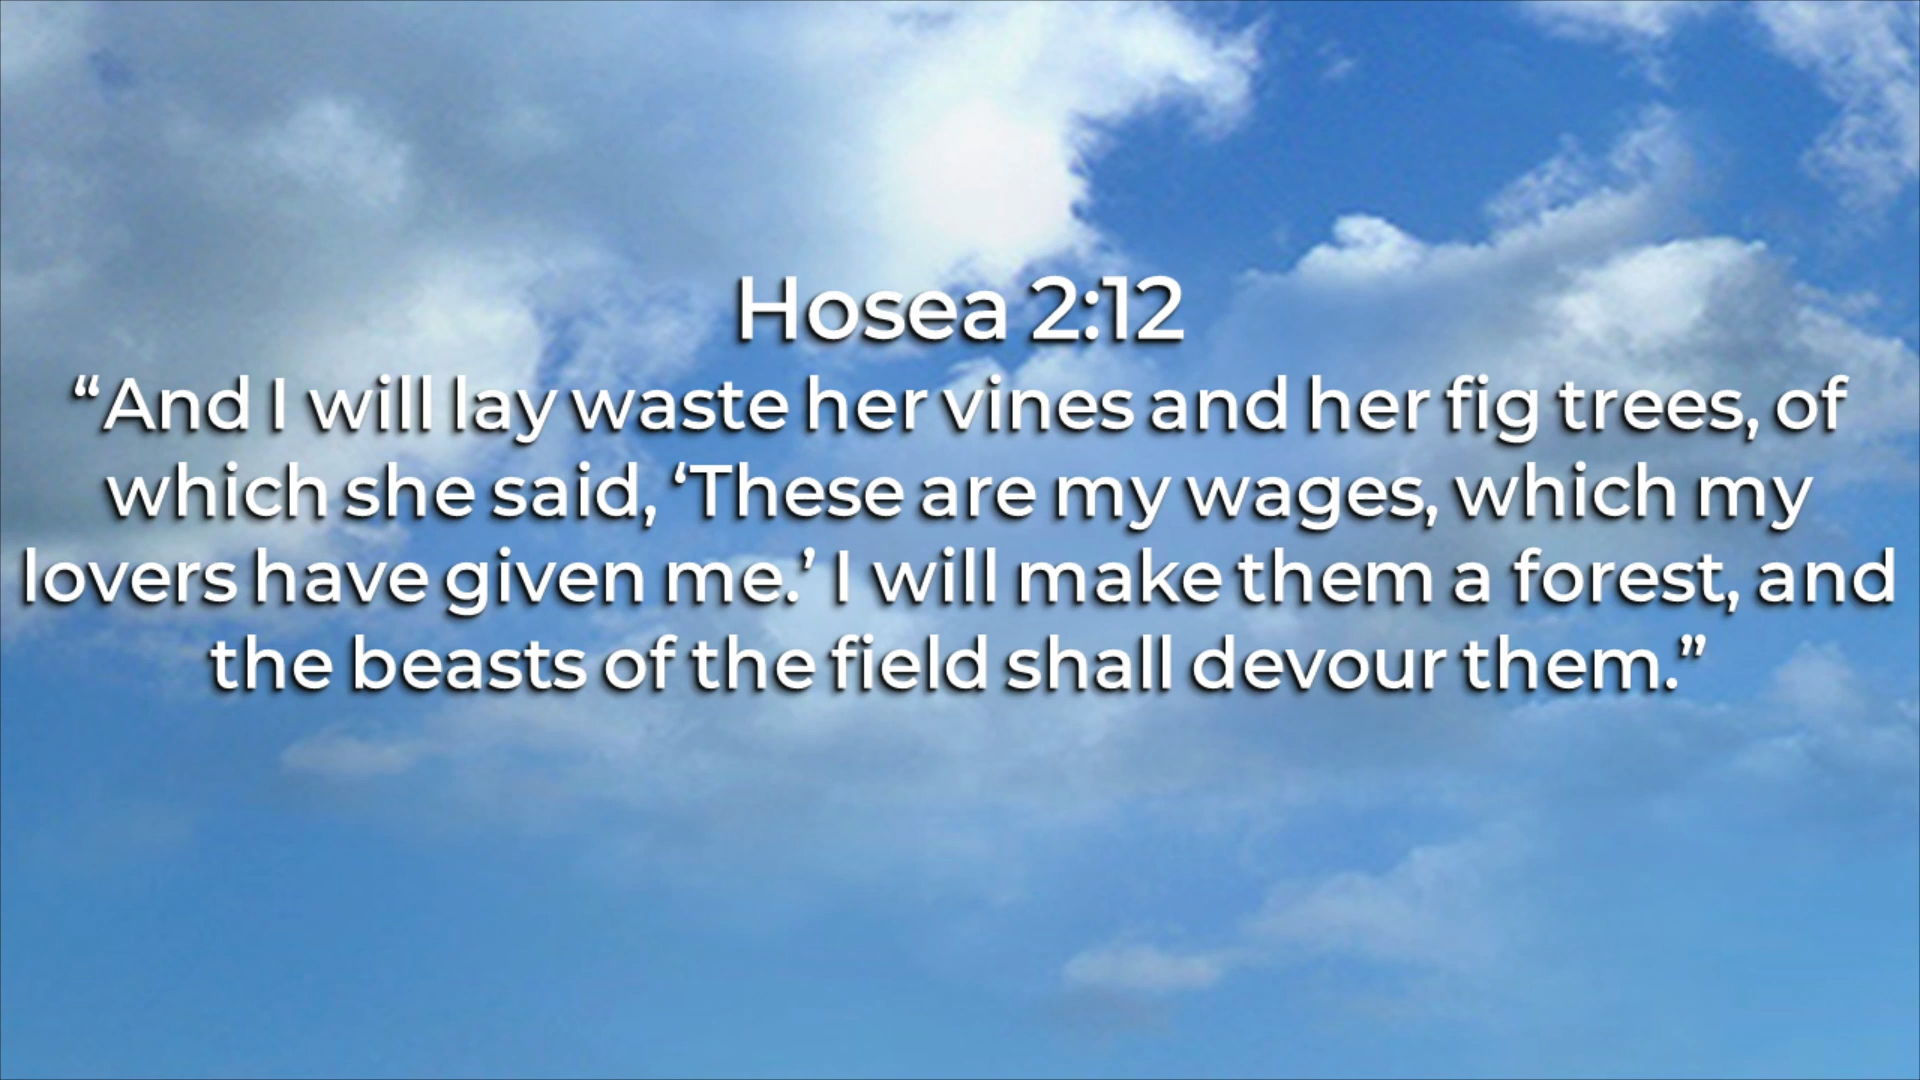 Hosea 2:12
“And I will lay waste her vines and her fig trees, of
which she said, ‘These are my wages, which my
lovers have given me.’ I will make them a forest, and
the beasts of the field shall devour them.”